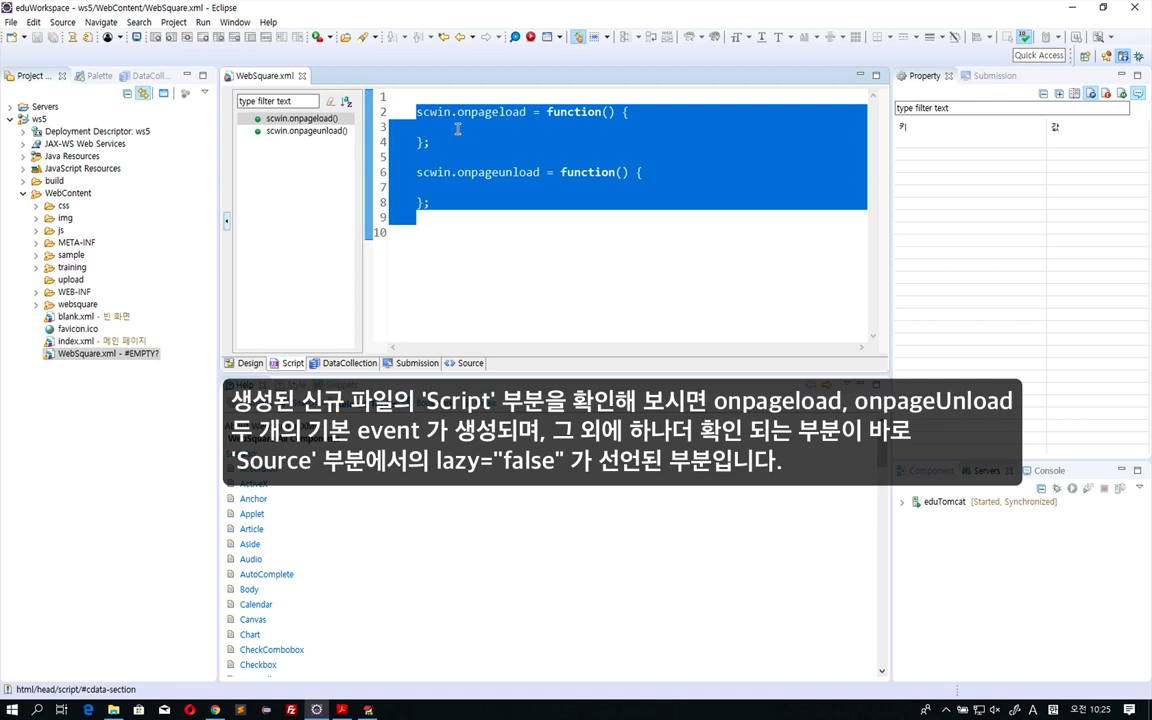 eduWorkspace - ws5/WebContent/WebSquare.xml - Eclipse
File Edit Source Navigate Search Project Run Window Help
Quick Access
Project ...
Palette
DataColl...
Servers
ws5
Deployment Descriptor: ws5
JAX-WS Web Services
Java Resources
JavaScript Resources
build
WebContent
css
img
js
META-INF
sample
training
upload
WEB-INF
websquare
blank.xml - 빈 화면
favicon.ico
index.xml - 메인 페이지
WebSquare.xml - #EMPTY?
WebSquare.xml
type filter text
scwin.onpageload()
scwin.onpageunload()
1
2 scwin.onpageload = function() {
3
4 };
5
6 scwin.onpageunload = function() {
7
8 };
9
10
Design Script DataCollection Submission Source
생성된 신규 파일의 'Script' 부분을 확인해 보시면 onpageload, onpageUnload
두 개의 기본 event 가 생성되며, 그 외에 하나더 확인 되는 부분이 바로
'Source' 부분에서의 lazy="false" 가 선언된 부분입니다.
Anchor
Applet
Article
Aside
Audio
AutoComplete
Body
Calendar
Canvas
Chart
CheckCombobox
Checkbox
Property
Submission
type filter text
키 값
Component
Servers
Console
eduTomcat [Started, Synchronized]
html/head/script/#cdata-section
A
오전 10:25